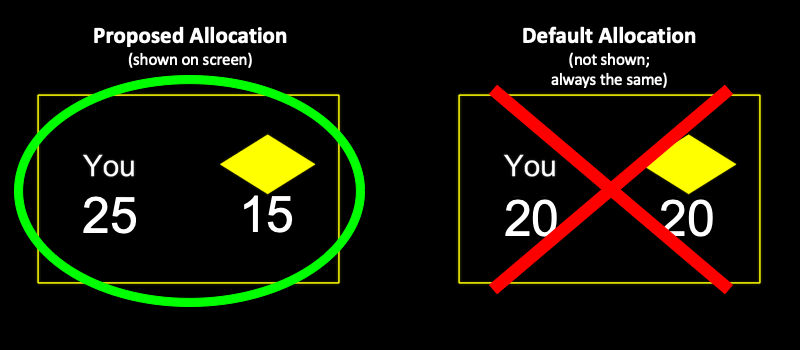 Proposed Allocation
(shown on screen)
You
25 15
Default Allocation
(not shown;
always the same)
You
20 20